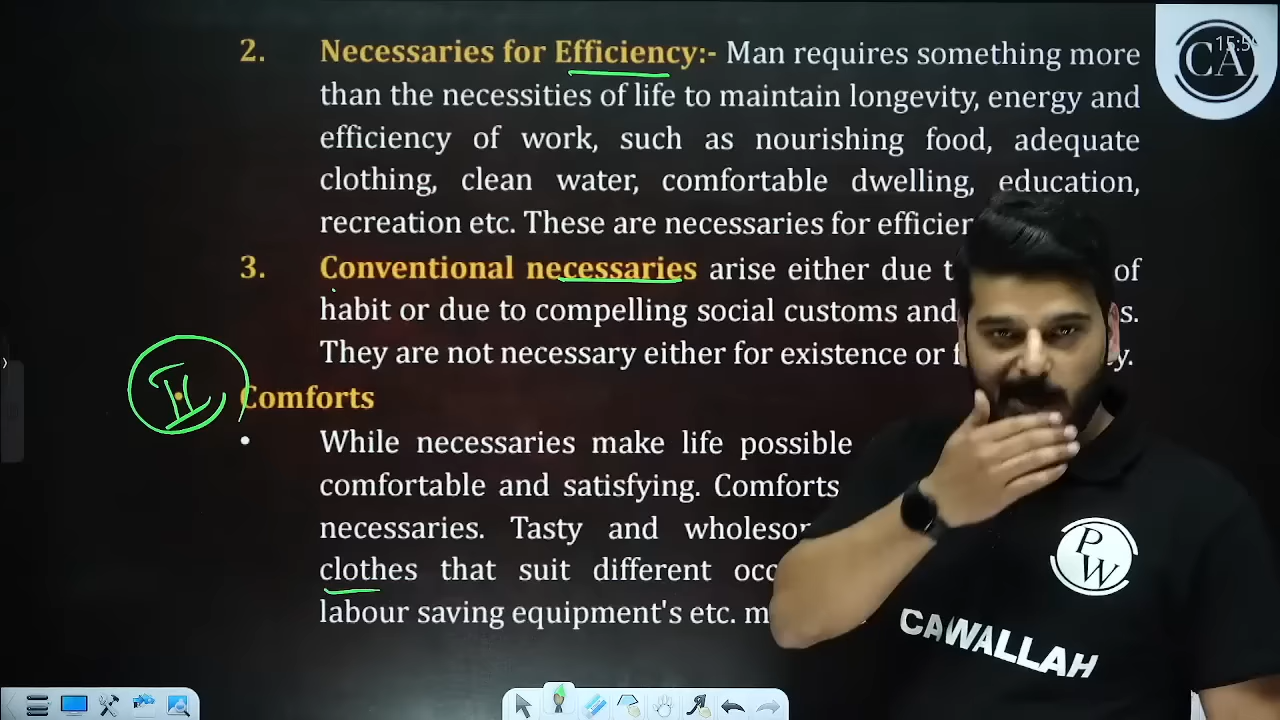 2. Necessaries for Efficiency:- Man requires something more
than the necessities of life to maintain longevity, energy and
efficiency of work, such as nourishing food, adequate
clothing, clean water, comfortable dwelling, education,
recreation etc. These are necessaries for
3. Conventional necessaries arise either due of
habit or due to compelling social customs and
They are not necessary either for existence or
II • Comforts
• While necessaries make life possible
comfortable and satisfying. Comforts
necessaries. Tasty and
clothes that suit different
labour saving equipment's etc.
CA
PW
CAWALLAH